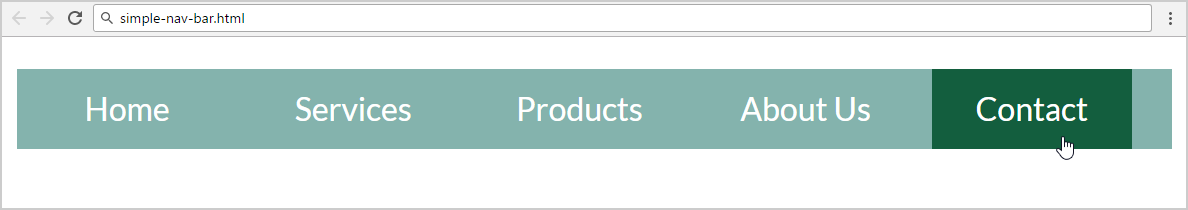 simple-nav-bar.html
Home Services Products About Us Contact